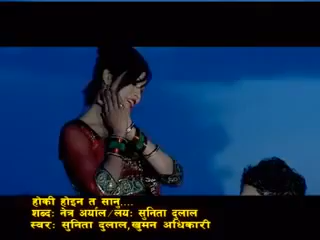 होकी होइन त सानु....
शब्द: नेत्र अर्याल/लय: सुनिता दुलाल
स्वर: सुनिता दुलाल,खुमन अधिकारी